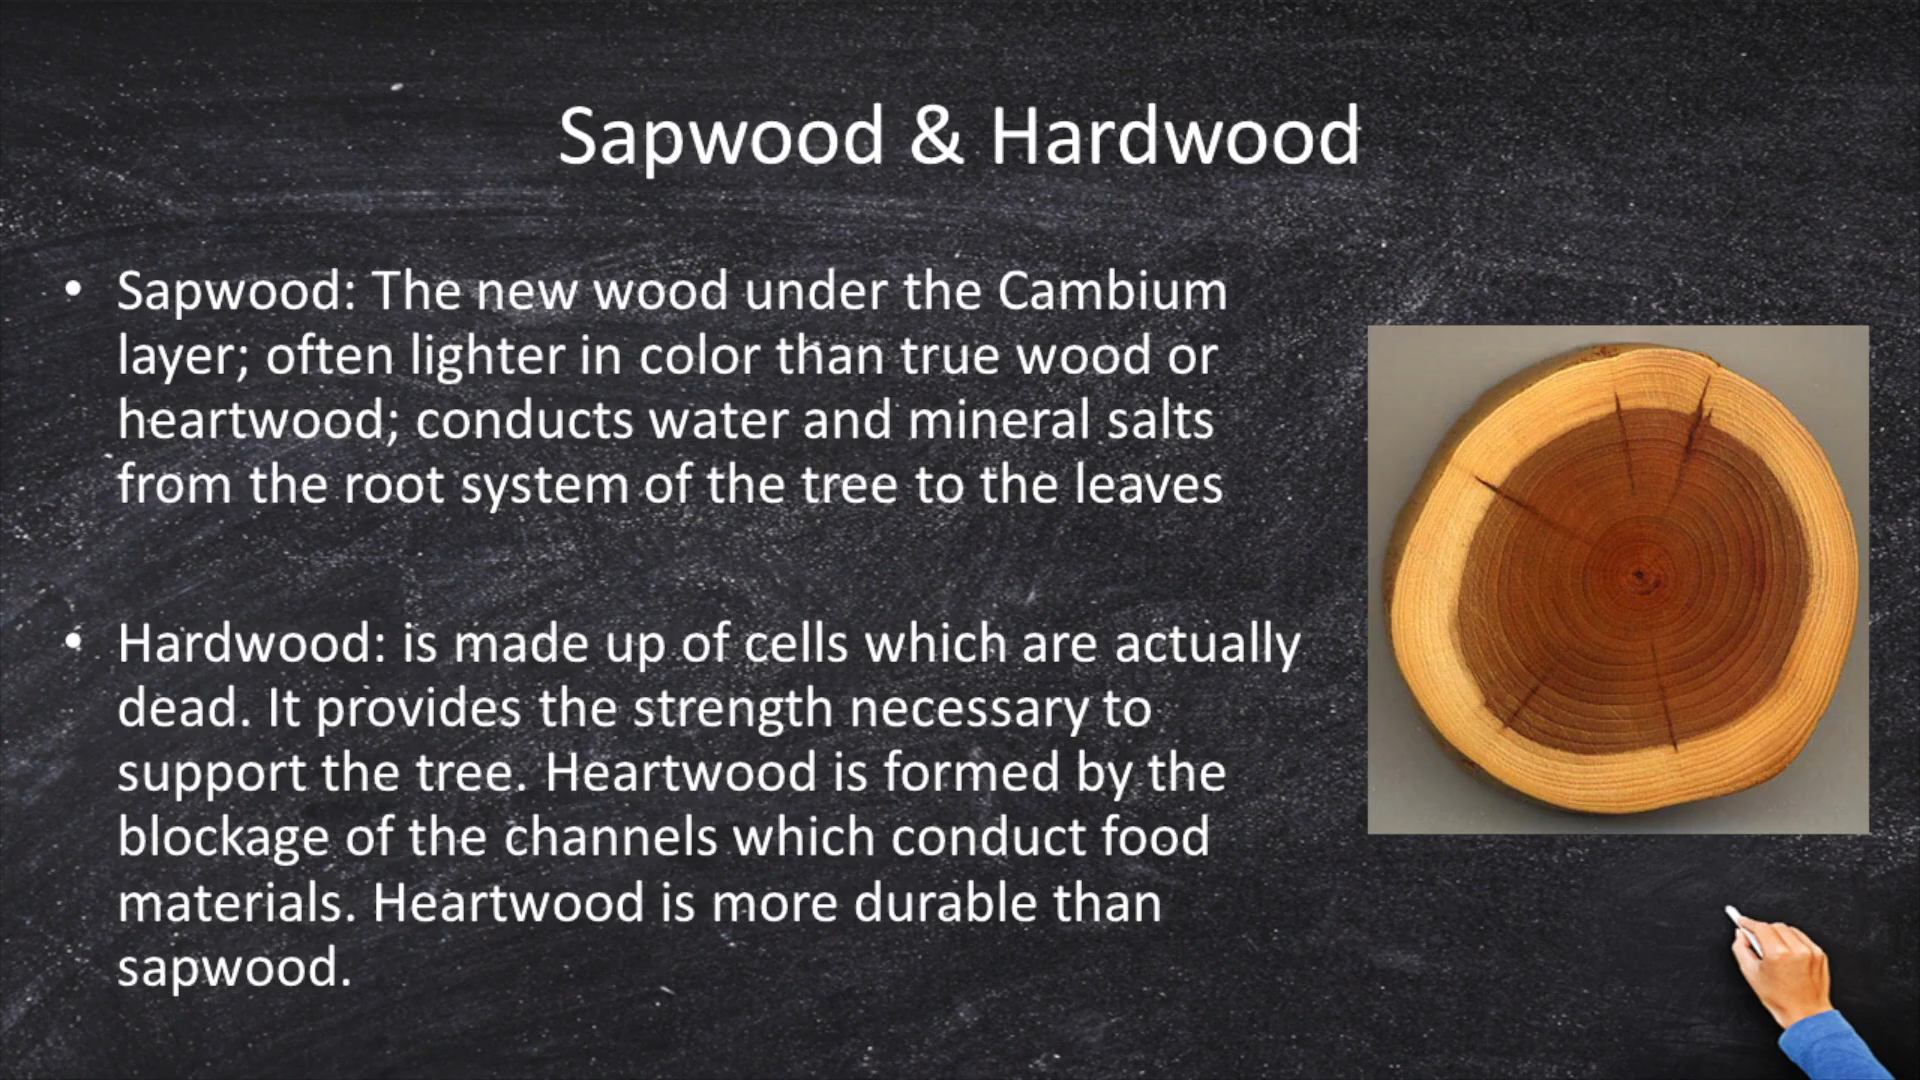 Sapwood & Hardwood
• Sapwood: The new wood under the Cambium
layer; often lighter in color than true wood or
heartwood; conducts water and mineral salts
from the root system of the tree to the leaves
• Hardwood: is made up of cells which are actually
dead. It provides the strength necessary to
support the tree. Heartwood is formed by the
blockage of the channels which conduct food
materials. Heartwood is more durable than
sapwood.